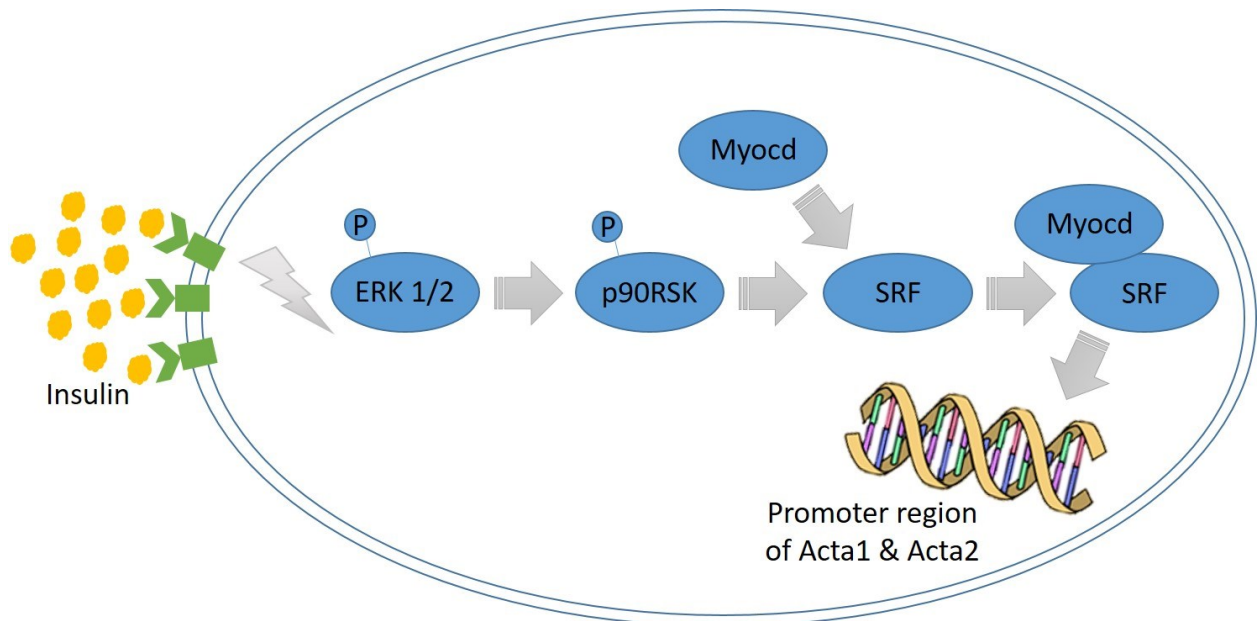 Myocd
Myocd
P
P
ERK 1/2
p90RSK
SRF
SRF
Insulin
Promoter region
of Acta1 & Acta2